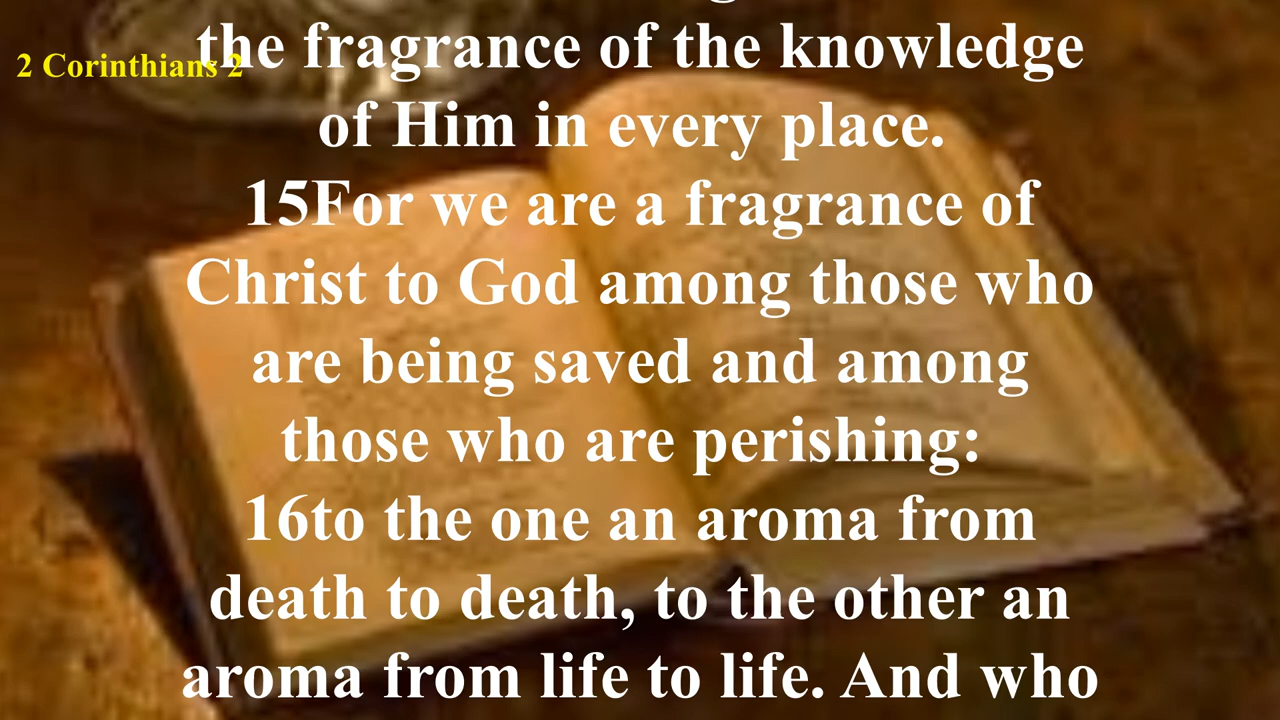 2 Corinthians 2
the fragrance of the knowledge
of Him in every place.
15For we are a fragrance of
Christ to God among those who
are being saved and among
those who are perishing:
16to the one an aroma from
death to death, to the other an
aroma from life to life. And who